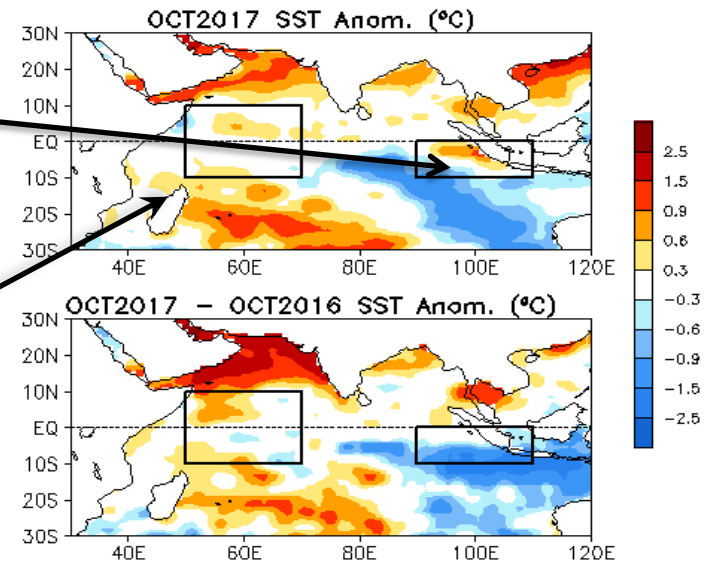 OCT2017 SST Anom. (°C)
30N
20N
10N
EQ
10S
20S
30S
40E 60E 80E 100E 120E
OCT2017 - OCT2016 SST Anom. (°C)
30N
20N
10N
EQ
10S
20S
30S
40E 60E 80E 100E 120E
2.5
1.5
0.9
0.6
0.3
-0.3
-0.6
-0.9
-1.5
-2.5